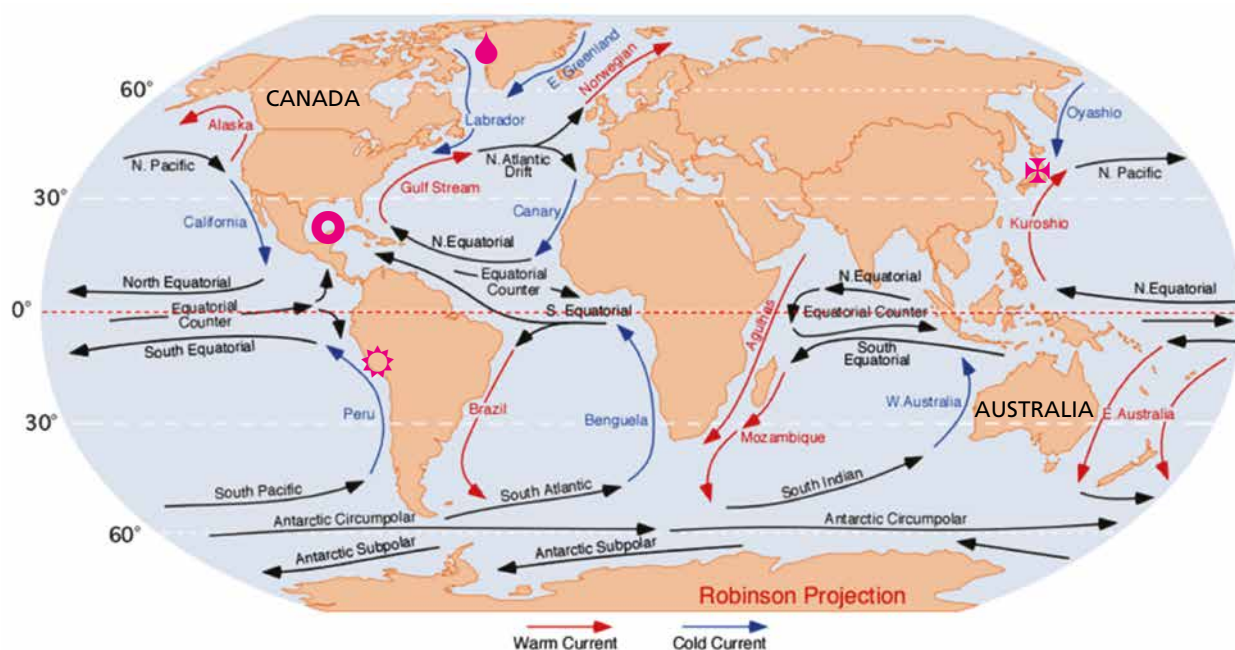 60°
CANADA
E. Greenland
Norwegian
Alaska
Labrador
Oyashio
N. Pacific
N. Atlantic
Drift
N. Pacific
30°
Gulf Stream
California
Canary
Kuroshio
N.Equatorial
North Equatorial
Equatorial
Counter
N.Equatorial
N.Equatorial
0°
Equatorial
Counter
S. Equatorial
Equatorial Counter
South Equatorial
Agulhas
South
Equatorial
Peru
Brazil
Benguela
W.Australia
AUSTRALIA
E.Australia
30°
Mozambique
South Pacific
South Atlantic
South Indian
60°
Antarctic Circumpolar
Antarctic Circumpolar
Antarctic Subpolar
Antarctic Subpolar
Robinson Projection
Warm Current
Cold Current